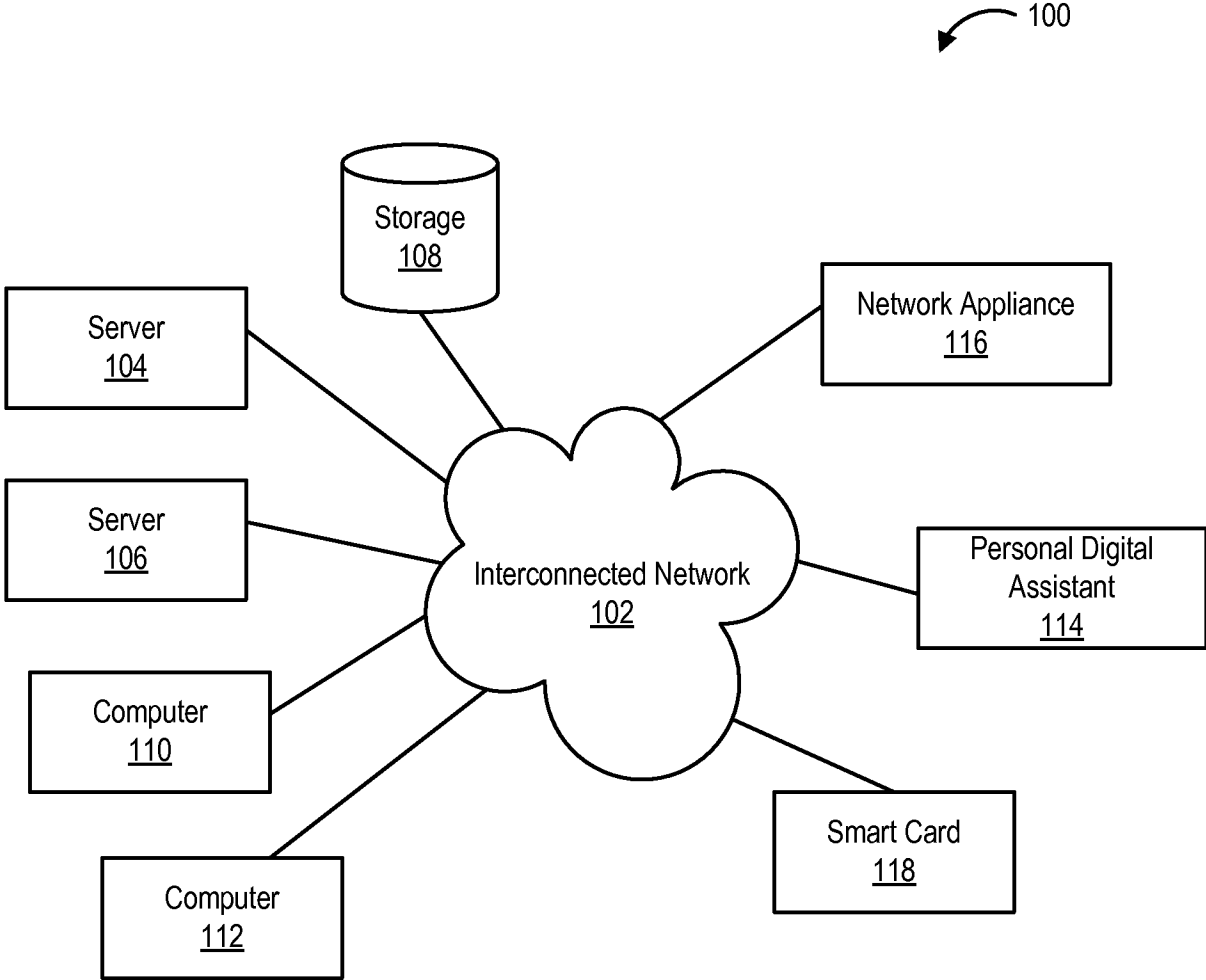 100
Storage
108
Network Appliance
116
Server
104
Server
106
Interconnected Network
102
Personal Digital
Assistant
114
Computer
110
Smart Card
118
Computer
112